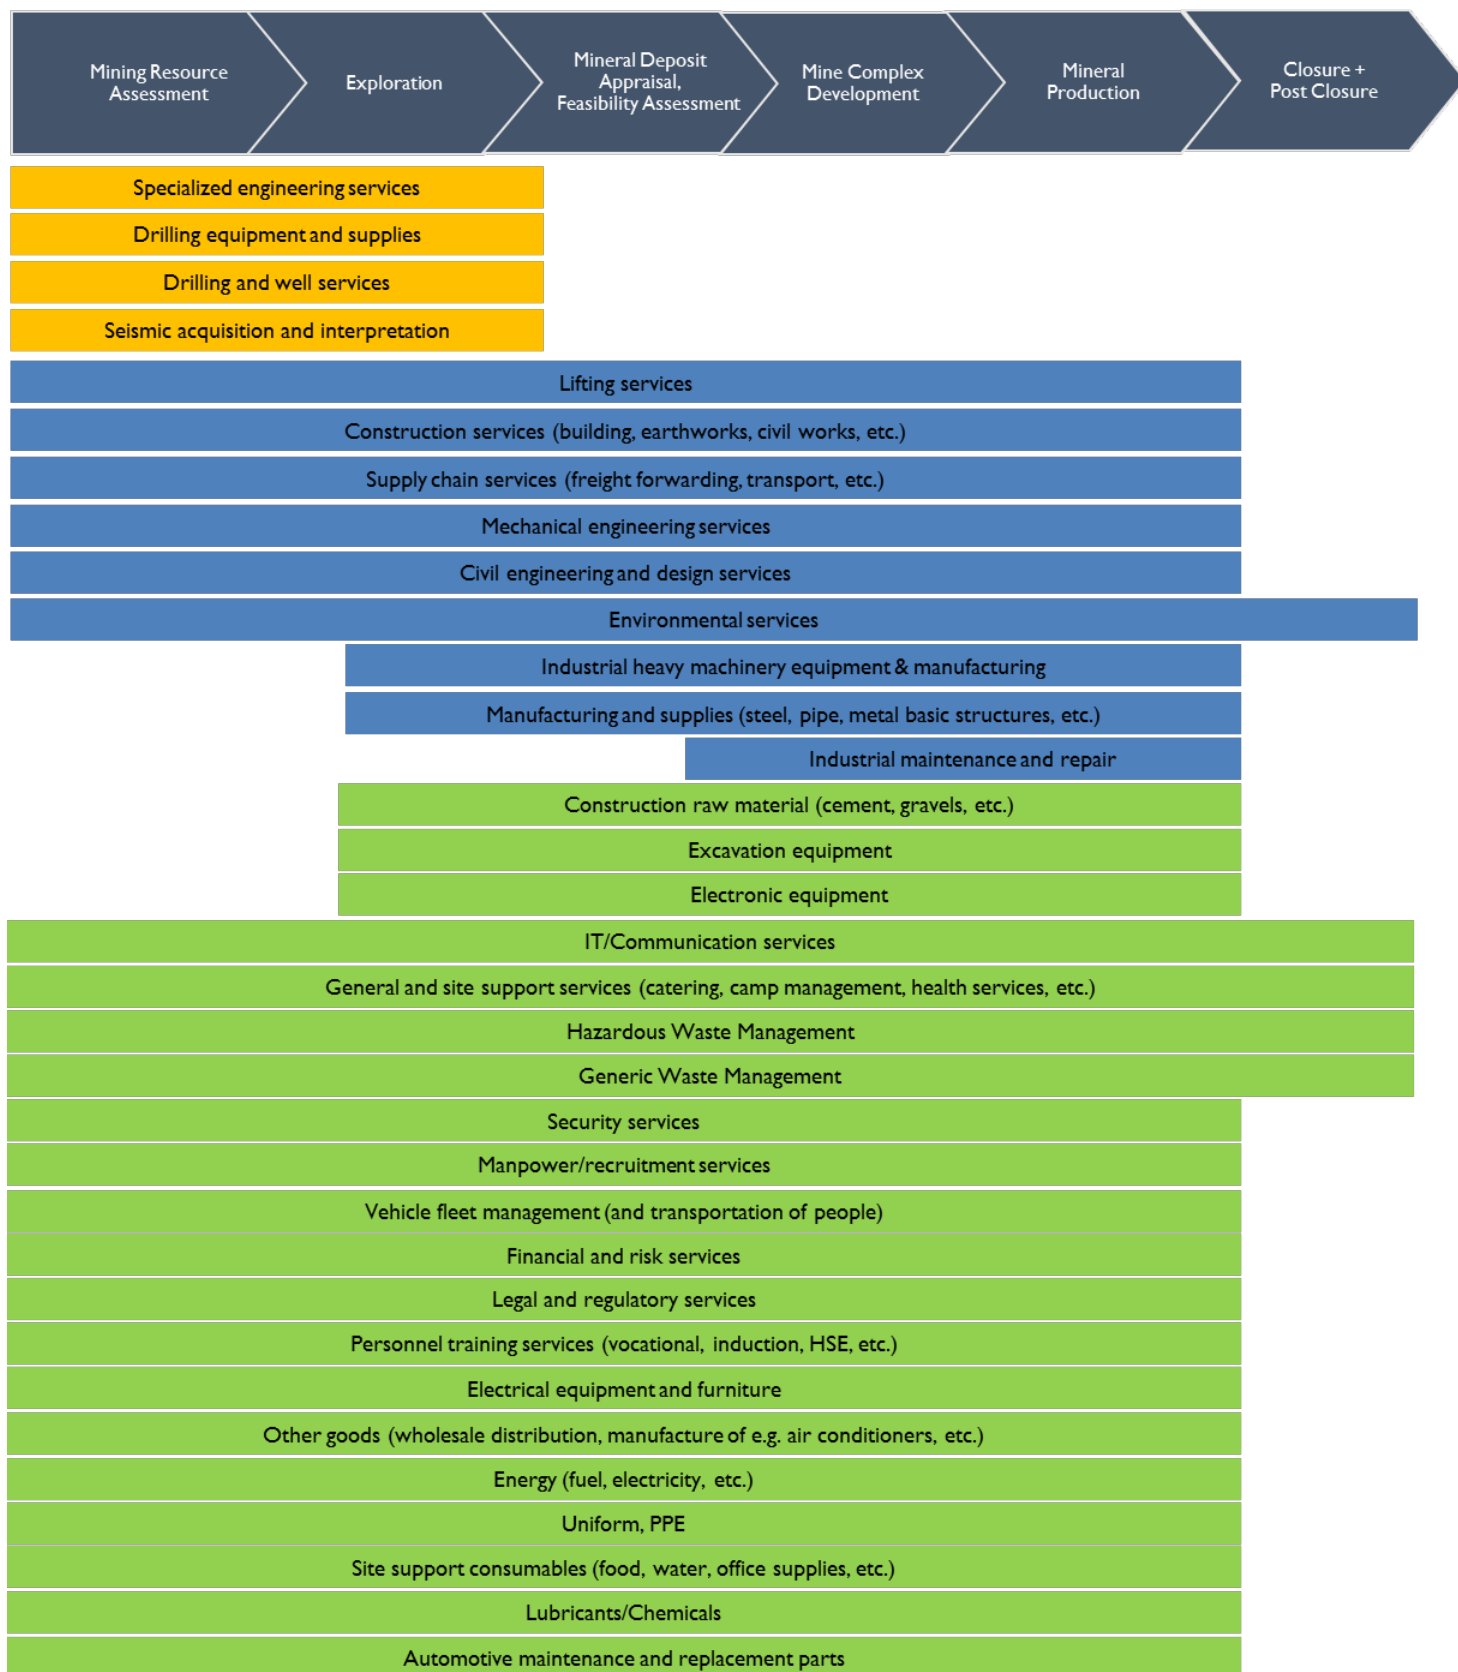 Mining Resource
Assessment
Exploration
Mineral Deposit
Appraisal,
Feasibility Assessment
Mine Complex
Development
Mineral
Production
Closure +
Post Closure
Specialized engineering services
Drilling equipment and supplies
Drilling and well services
Seismic acquisition and interpretation
Lifting services
Construction services (building, earthworks, civil works, etc.)
Supply chain services (freight forwarding, transport, etc.)
Mechanical engineering services
Civil engineering and design services
Environmental services
Industrial heavy machinery equipment & manufacturing
Manufacturing and supplies (steel, pipe, metal basic structures, etc.)
Industrial maintenance and repair
Construction raw material (cement, gravels, etc.)
Excavation equipment
Electronic equipment
IT/Communication services
General and site support services (catering, camp management, health services, etc.)
Hazardous Waste Management
Generic Waste Management
Security services
Manpower/recruitment services
Vehicle fleet management (and transportation of people)
Financial and risk services
Legal and regulatory services
Personnel training services (vocational, induction, HSE, etc.)
Electrical equipment and furniture
Other goods (wholesale distribution, manufacture of e.g. air conditioners, etc.)
Energy (fuel, electricity, etc.)
Uniform, PPE
Site support consumables (food, water, office supplies, etc.)
Lubricants/Chemicals
Automotive maintenance and replacement parts